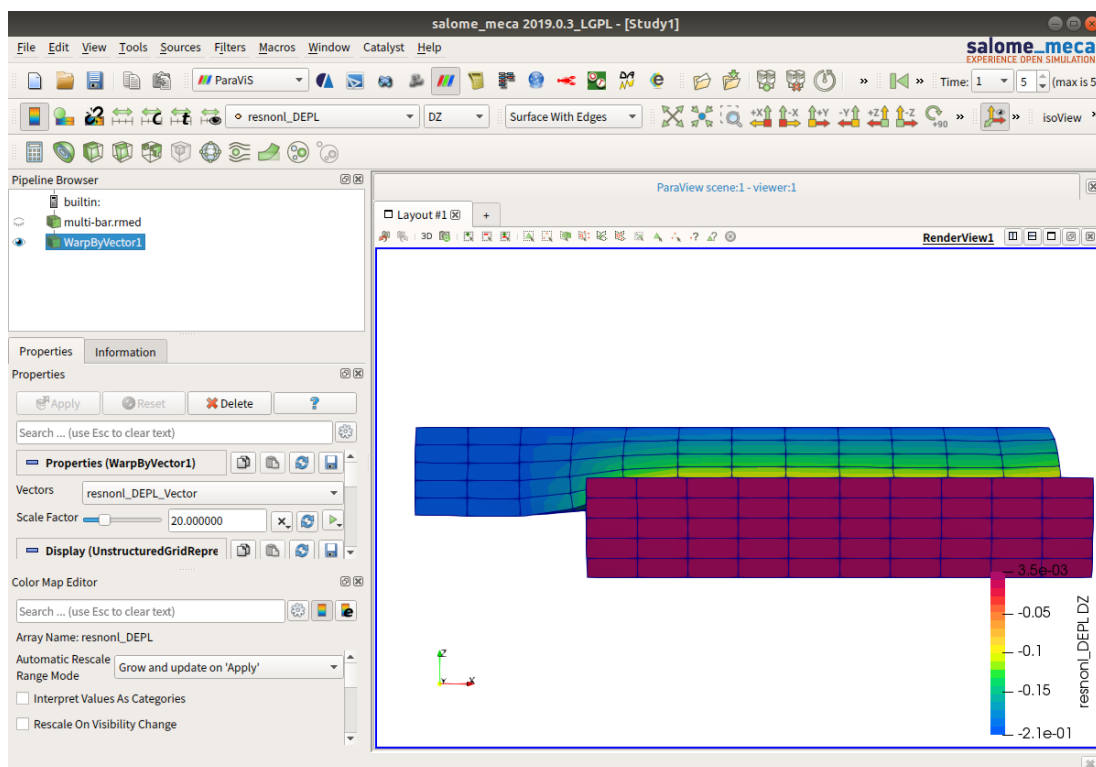 salome_meca 2019.0.3_LGPL - [Study1]
File Edit View Tools Sources Filters Macros Window Catalyst Help
salome_meca
EXPERIENCE OPEN SIMULATION
ParaViS
» Time: 1 5 (max is 5
resnonl_DEPL DZ Surface With Edges
+X -X +Y -Y +Z -Z +90 » » isoView »
Pipeline Browser
builtin:
multi-bar.rmed
WarpByVector1
ParaView scene:1 - viewer:1
Layout #1 +
3D
RenderView1
Properties Information
Properties
Apply Reset Delete ?
Search ... (use Esc to clear text)
Properties (WarpByVector1)
Vectors resnonl_DEPL_Vector
Scale Factor 20.000000
Display (UnstructuredGridRepre
Color Map Editor
Search ... (use Esc to clear text)
Array Name: resnonl_DEPL
Automatic Rescale
Range Mode
Grow and update on 'Apply'
Interpret Values As Categories
Rescale On Visibility Change
Z
Y X
3.5e-03
-0.05
-0.1
-0.15
-2.1e-01
resnonl_DEPL DZ